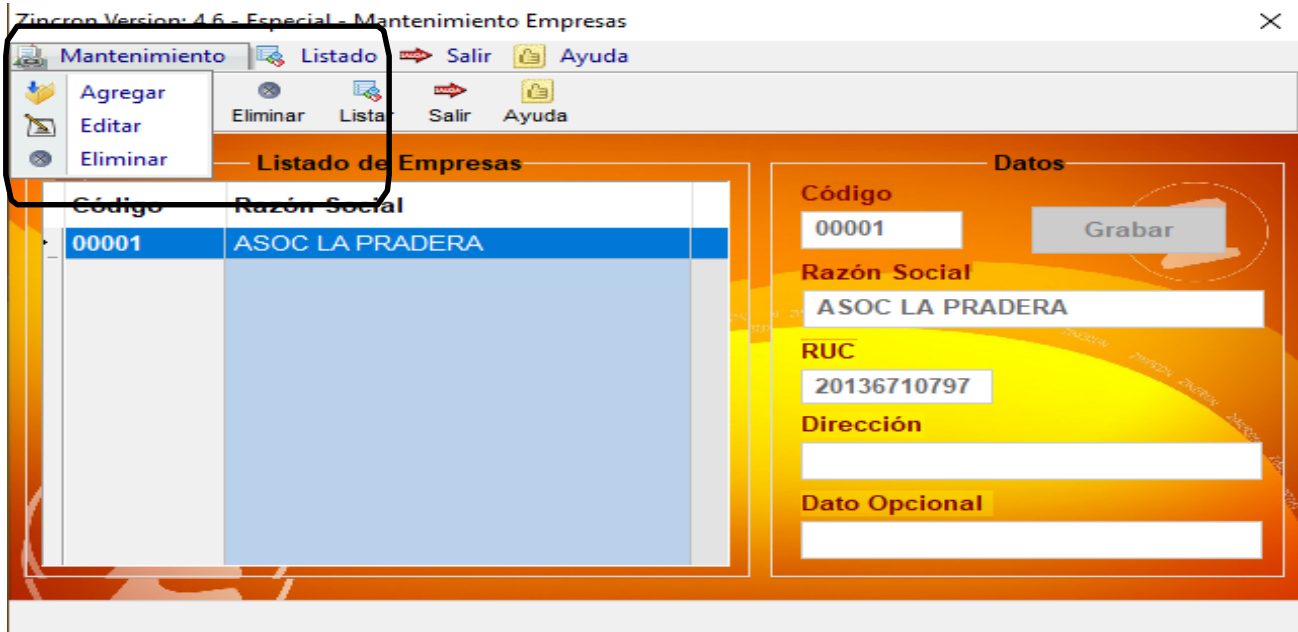 Zincron Version: 4.6 - Especial - Mantenimiento Empresas
Mantenimiento Listado Salir Ayuda
Agregar
Editar
Eliminar
Eliminar Listar Salir Ayuda
Listado de Empresas
Código Razón Social
00001 ASOC LA PRADERA
Datos
Código
00001
Grabar
Razón Social
ASOC LA PRADERA
RUC
20136710797
Dirección
Dato Opcional